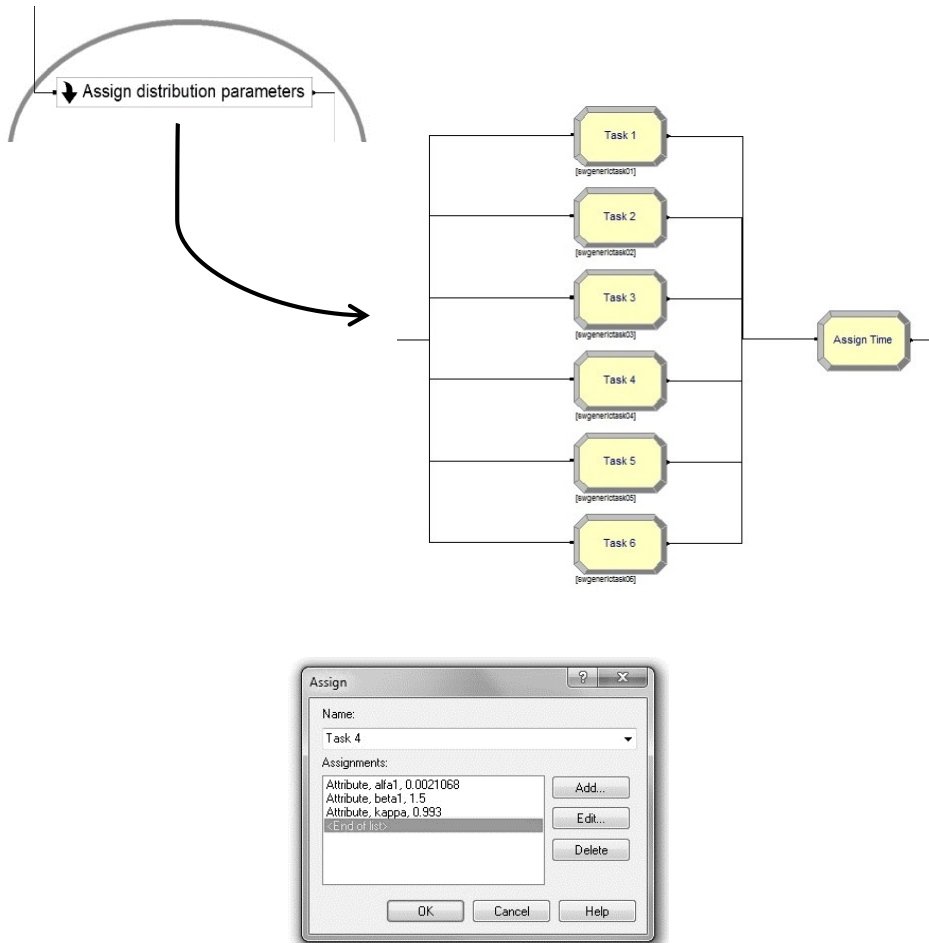 Assign distribution parameters
Task 1
[swgenerictask01]
Task 2
[swgenerictask02]
Task 3
[swgenerictask03]
Task 4
[swgenerictask04]
Task 5
[swgenerictask05]
Task 6
[swgenerictask06]
Assign Time
Assign
Name:
Task 4
Assignments:
Attribute, alfa1, 0.0021068
Attribute, beta1, 1.5
Attribute, kappa, 0.993
<End of list>
Add...
Edit...
Delete
OK Cancel Help